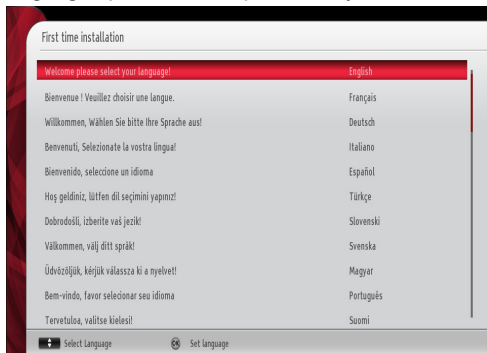 First time installation
Welcome please select your language! English
Bienvenue ! Veuillez choisir une langue. Français
Willkommen, Wählen Sie bitte Ihre Sprache aus! Deutsch
Benvenuti, Selezionate la vostra lingua! Italiano
Bienvenido, seleccione un idioma Español
Hoş geldiniz, lütfen dil seçimini yapınız! Türkçe
Dobrodošli, izberite vaš jezik! Slovenski
Välkommen, välj ditt språk! Svenska
Üdvözöljük, kérjük válassza ki a nyelvet! Magyar
Bem-vindo, favor selecionar seu idioma Português
Tervetuloa, valitse kielesi! Suomi
Select Language OK Set language